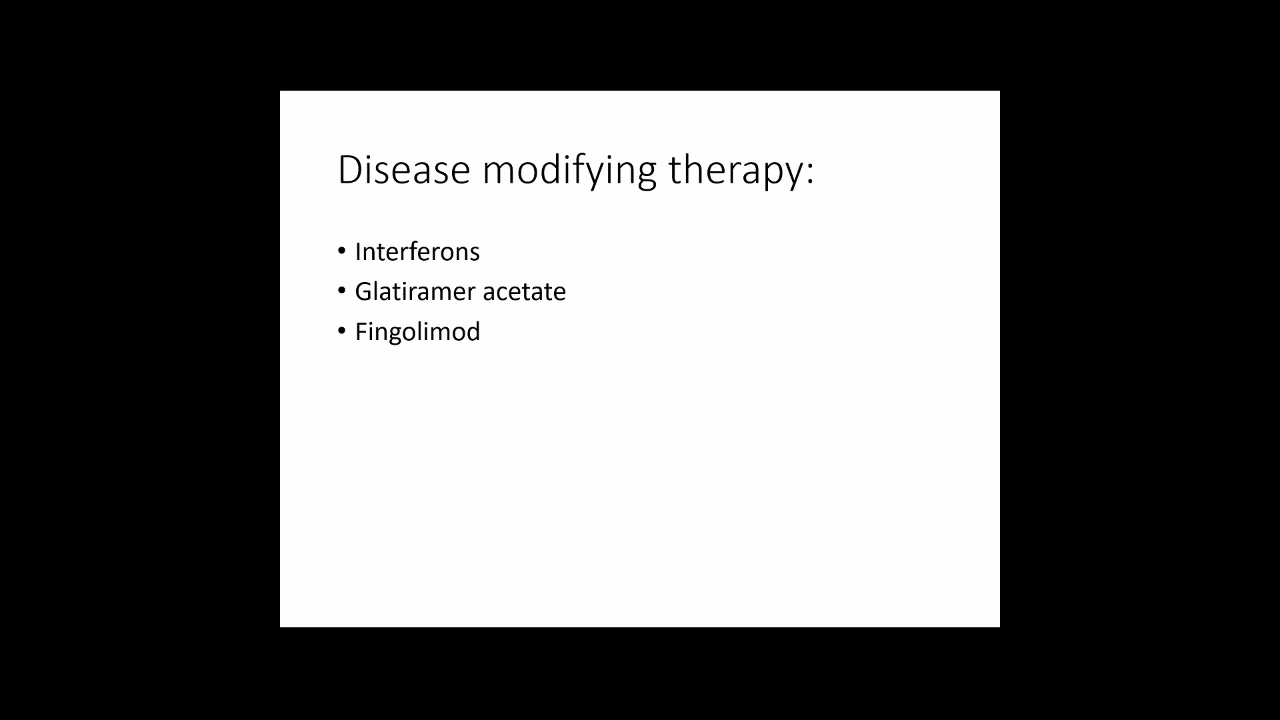 Disease modifying therapy:
• Interferons
• Glatiramer acetate
• Fingolimod